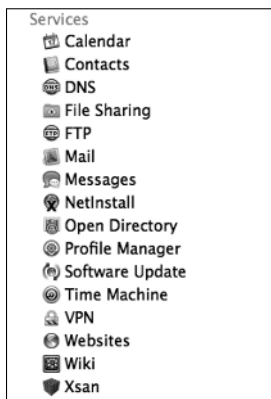 Services
Calendar
Contacts
DNS
File Sharing
FTP
Mail
Messages
NetInstall
Open Directory
Profile Manager
Software Update
Time Machine
VPN
Websites
Wiki
Xsan